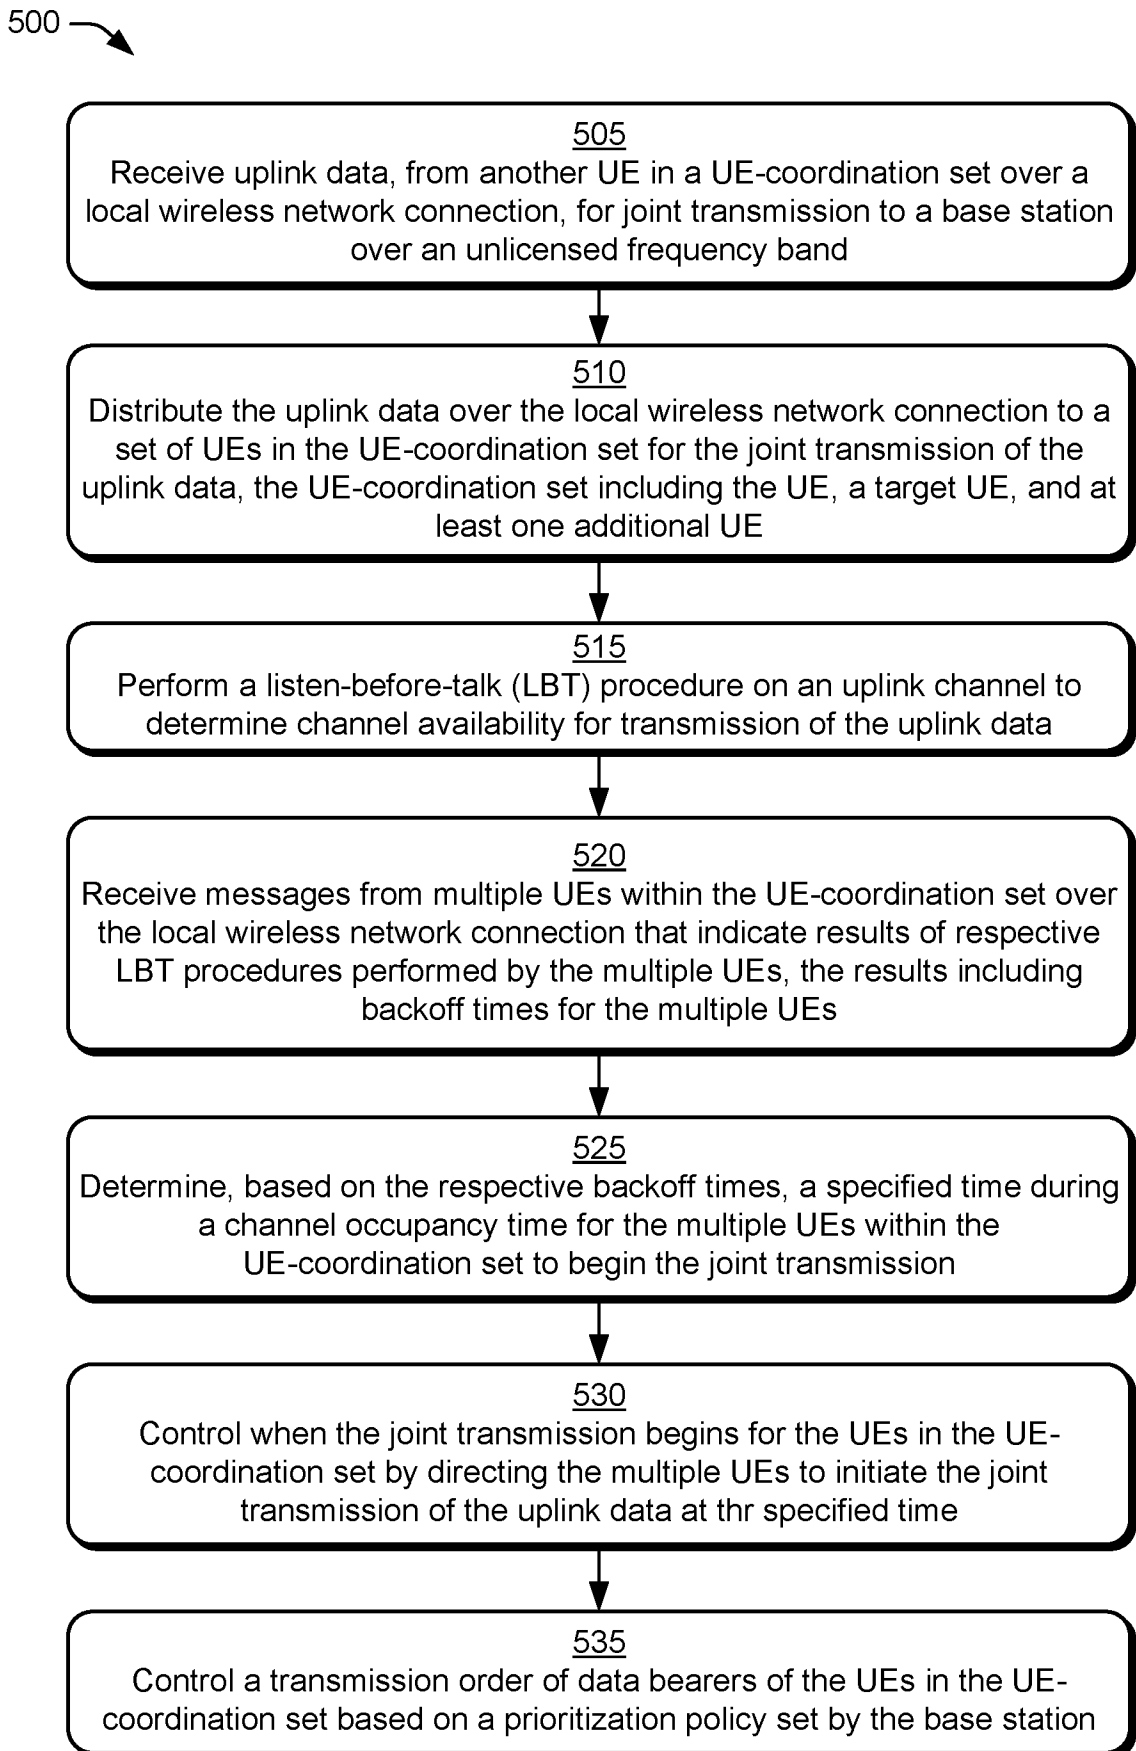 500
505
Receive uplink data, from another UE in a UE-coordination set over a
local wireless network connection, for joint transmission to a base station
over an unlicensed frequency band
510
Distribute the uplink data over the local wireless network connection to a
set of UEs in the UE-coordination set for the joint transmission of the
uplink data, the UE-coordination set including the UE, a target UE, and at
least one additional UE
515
Perform a listen-before-talk (LBT) procedure on an uplink channel to
determine channel availability for transmission of the uplink data
520
Receive messages from multiple UEs within the UE-coordination set over
the local wireless network connection that indicate results of respective
LBT procedures performed by the multiple UEs, the results including
backoff times for the multiple UEs
525
Determine, based on the respective backoff times, a specified time during
a channel occupancy time for the multiple UEs within the
UE-coordination set to begin the joint transmission
530
Control when the joint transmission begins for the UEs in the UE-
coordination set by directing the multiple UEs to initiate the joint
transmission of the uplink data at thr specified time
535
Control a transmission order of data bearers of the UEs in the UE-
coordination set based on a prioritization policy set by the base station